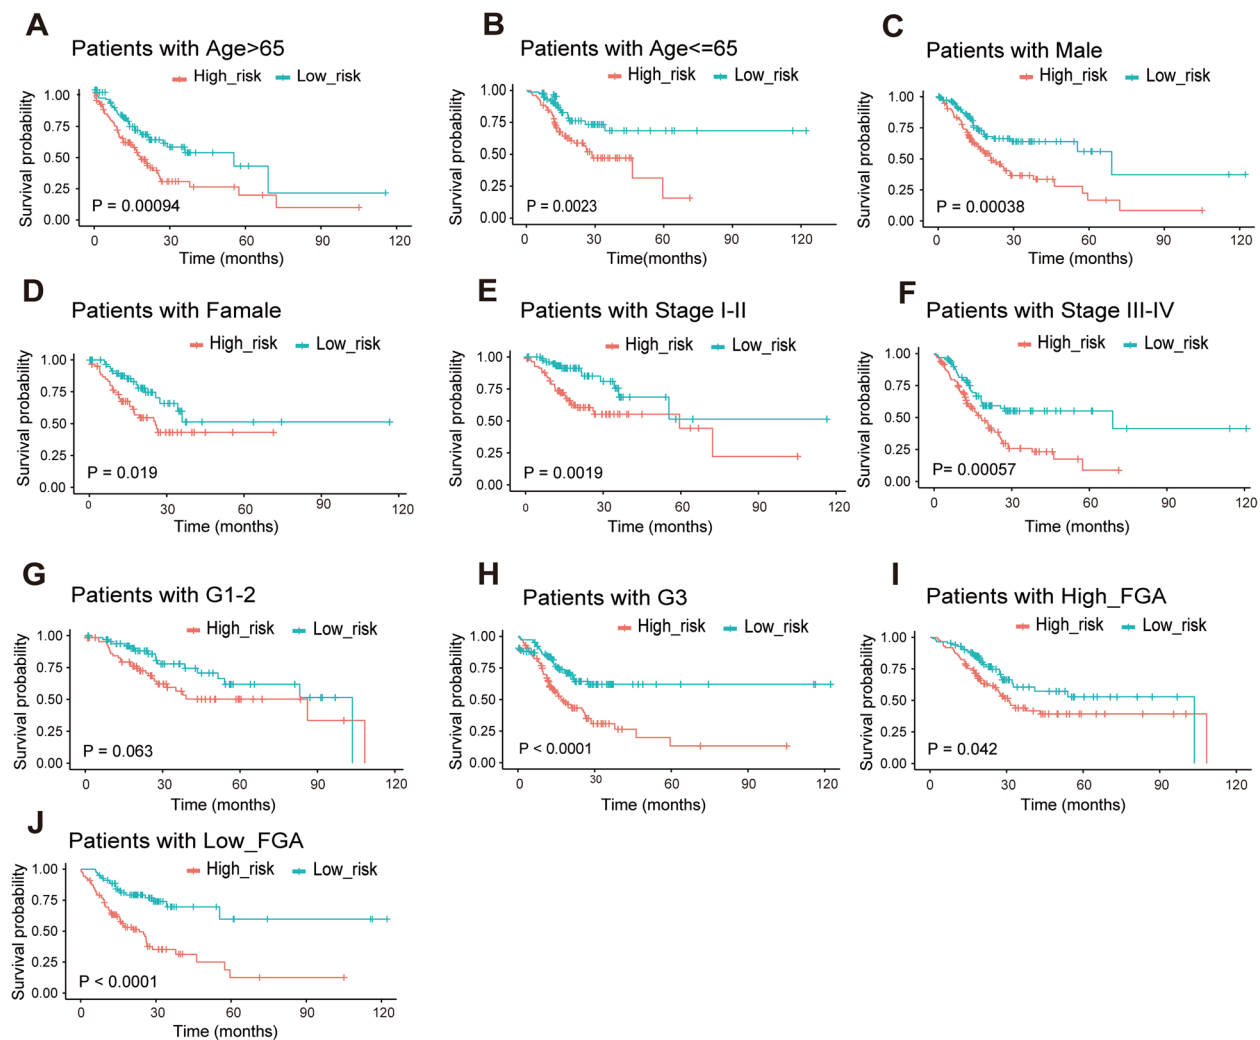 A
Patients with Age>65
High_risk Low_risk
Survival probability
1.00
0.75
0.50
0.25
0.00
P = 0.00094
0 30 60 90 120
Time (months)
B
Patients with Age<=65
High_risk Low_risk
Survival probability
1.00
0.75
0.50
0.25
0.00
P = 0.0023
0 30 60 90 120
Time(months)
C
Patients with Male
High_risk Low_risk
Survival probability
1.00
0.75
0.50
0.25
0.00
P = 0.00038
0 30 60 90 120
Time (months)
D
Patients with Famale
High_risk Low_risk
Survival probability
1.00
0.75
0.50
0.25
0.00
P = 0.019
0 30 60 90 120
Time (months)
E
Patients with Stage I-II
High_risk Low_risk
Survival probability
1.00
0.75
0.50
0.25
0.00
P = 0.0019
0 30 60 90 120
Time (months)
F
Patients with Stage III-IV
High_risk Low_risk
Survival probability
1.00
0.75
0.50
0.25
0.00
P= 0.00057
0 30 60 90 120
Time (months)
G
Patients with G1-2
High_risk Low_risk
Survival probability
1.00
0.75
0.50
0.25
0.00
P = 0.063
0 30 60 90 120
Time (months)
H
Patients with G3
High_risk Low_risk
Survival probability
1.00
0.75
0.50
0.25
0.00
P < 0.0001
0 30 60 90 120
Time (months)
I
Patients with High_FGA
High_risk Low_risk
Survival probability
1.00
0.75
0.50
0.25
0.00
P = 0.042
0 30 60 90 120
Time (months)
J
Patients with Low_FGA
High_risk Low_risk
Survival probability
1.00
0.75
0.50
0.25
0.00
P < 0.0001
0 30 60 90 120
Time (months)